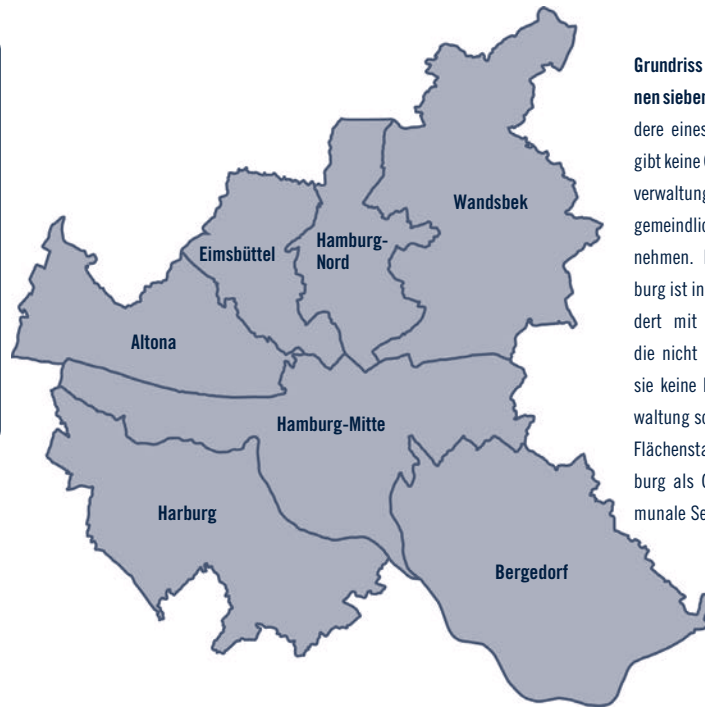 Wandsbek
Eimsbüttel
Hamburg-
Nord
Altona
Hamburg-Mitte
Harburg
Bergedorf
Grundriss
nen sieben
dere eines
gibt keine
verwaltung
gemeindlic
nehmen.
burg ist in
dert mit
die nicht
sie keine
waltung so
Flächensta
burg als
munale Se